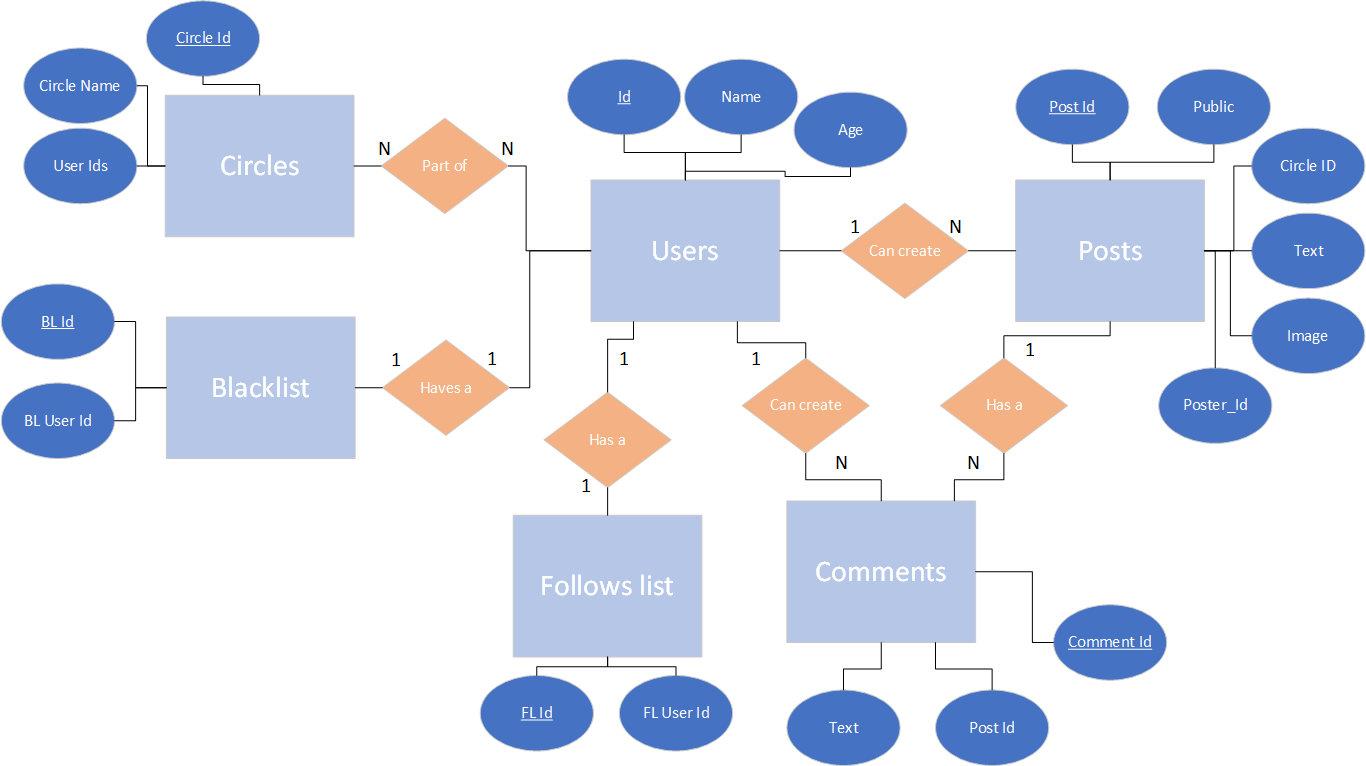 Circle Id
Circle Name
User Ids
Circles
N
Part of
N
Id
Name
Age
Users
1
Can create
N
Post Id
Public
Posts
Circle ID
Text
Image
Poster_Id
BL Id
BL User Id
Blacklist
1
Haves a
1
1
Has a
1
1
Can create
N
1
Has a
N
Follows list
FL Id
FL User Id
Comments
Comment Id
Text
Post Id